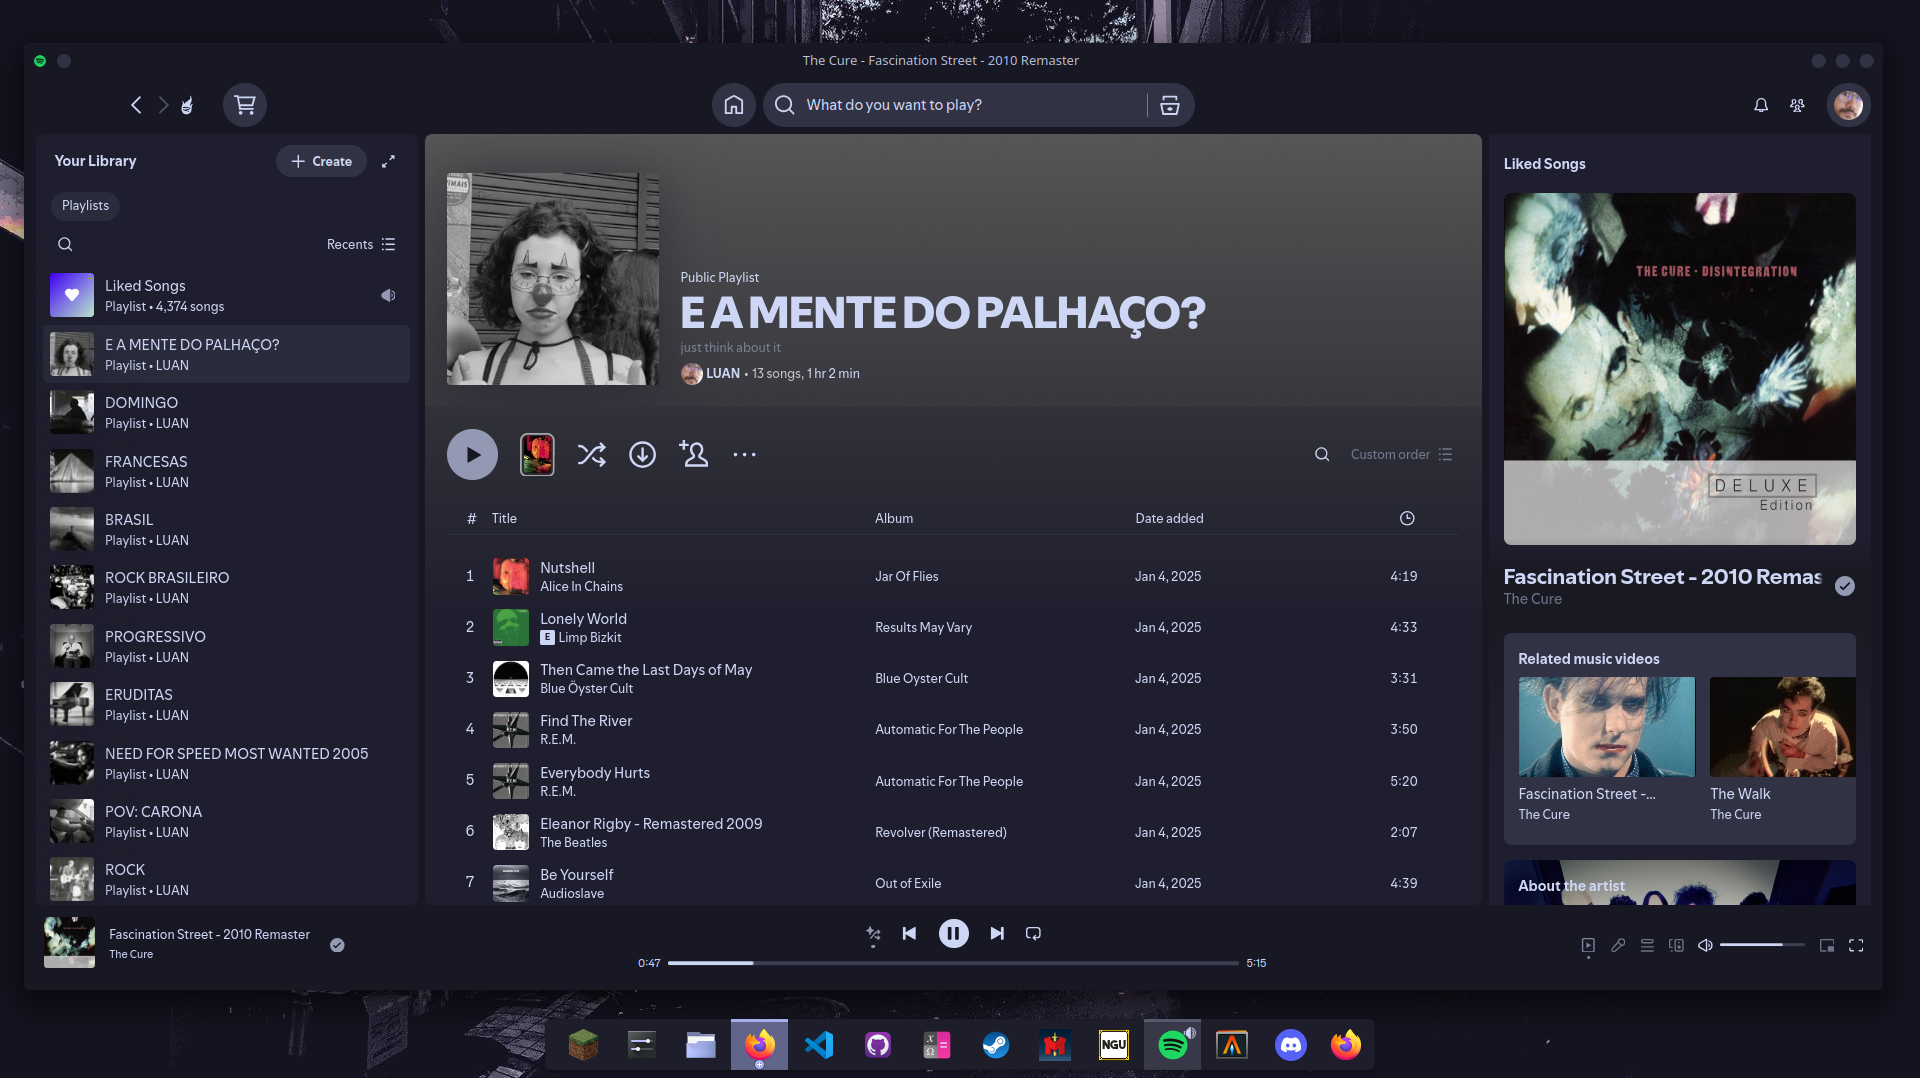 The Cure - Fascination Street - 2010 Remaster
What do you want to play?
Your Library
Create
Playlists
Recents
Liked Songs
Playlist • 4,374 songs
E A MENTE DO PALHAÇO?
Playlist • LUAN
DOMINGO
Playlist • LUAN
FRANCESAS
Playlist • LUAN
BRASIL
Playlist • LUAN
ROCK BRASILEIRO
Playlist • LUAN
PROGRESSIVO
Playlist • LUAN
ERUDITAS
Playlist • LUAN
NEED FOR SPEED MOST WANTED 2005
Playlist • LUAN
POV: CARONA
Playlist • LUAN
ROCK
Playlist • LUAN
Public Playlist
E A MENTE DO PALHAÇO?
just think about it
LUAN • 13 songs, 1 hr 2 min
Custom order
# Title Album Date added
1 Nutshell Jar Of Flies Jan 4, 2025 4:19
Alice In Chains
2 Lonely World Results May Vary Jan 4, 2025 4:33
E Limp Bizkit
3 Then Came the Last Days of May Blue Oyster Cult Jan 4, 2025 3:31
Blue Öyster Cult
4 Find The River Automatic For The People Jan 4, 2025 3:50
R.E.M.
5 Everybody Hurts Automatic For The People Jan 4, 2025 5:20
R.E.M.
6 Eleanor Rigby - Remastered 2009 Revolver (Remastered) Jan 4, 2025 2:07
The Beatles
7 Be Yourself Out of Exile Jan 4, 2025 4:39
Audioslave
Liked Songs
THE CURE · DISINTEGRATION
DELUXE
Edition
Fascination Street - 2010 Remas
The Cure
Related music videos
Fascination Street -...
The Cure
The Walk
The Cure
About the artist
Fascination Street - 2010 Remaster
The Cure
0:47
5:15
NGU